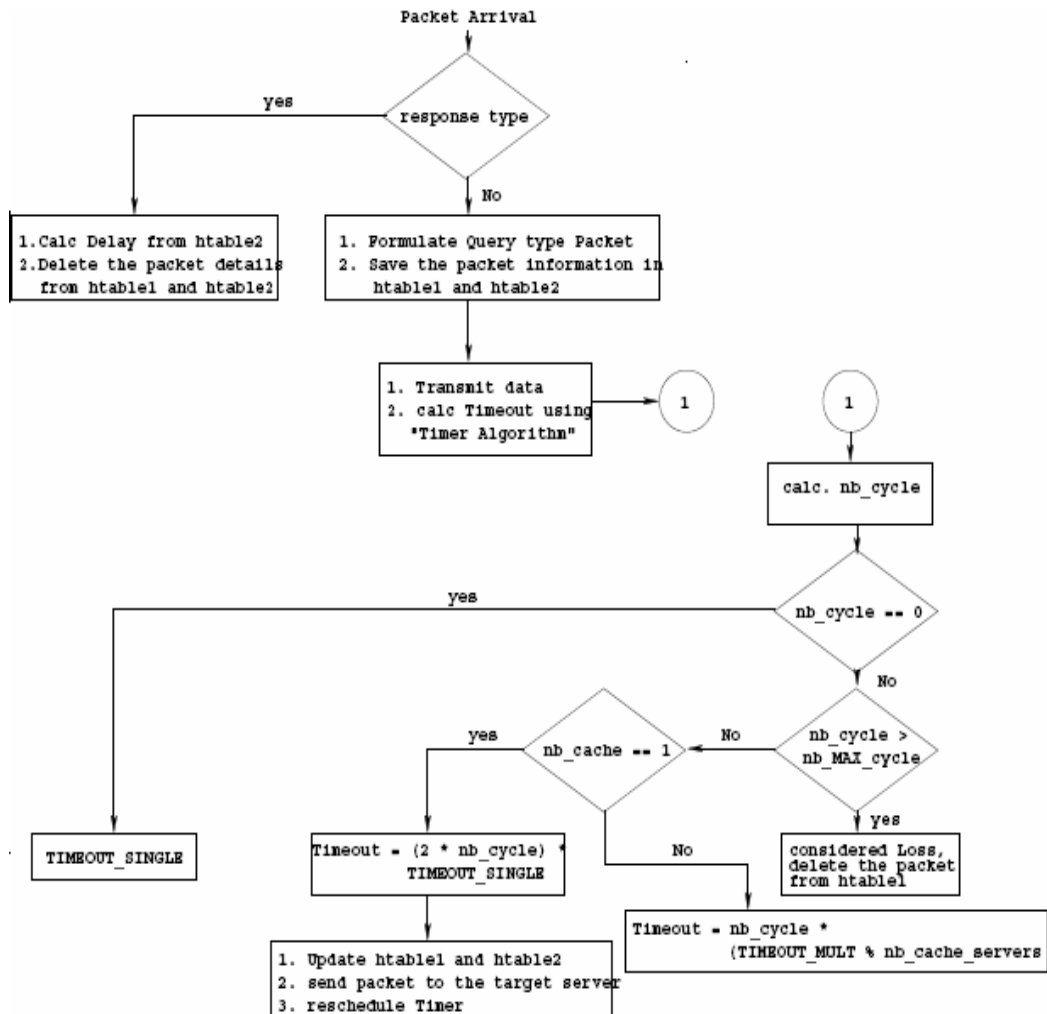 Packet Arrival
response type
yes
No
1.Calc Delay from htable2
2.Delete the packet details
from htable1 and htable2
1. Formulate Query type Packet
2. Save the packet information in
htable1 and htable2
1. Transmit data
2. calc Timeout using
"Timer Algorithm"
1
1
calc. nb_cycle
nb_cycle == 0
yes
No
nb_cycle >
nb_MAX_cycle
No
yes
nb_cache == 1
yes
No
TIMEOUT_SINGLE
Timeout = (2 * nb_cycle) *
TIMEOUT_SINGLE
considered Loss,
delete the packet
from htable1
Timeout = nb_cycle *
(TIMEOUT_MULT % nb_cache_servers
1. Update htable1 and htable2
2. send packet to the target server
3. reschedule Timer